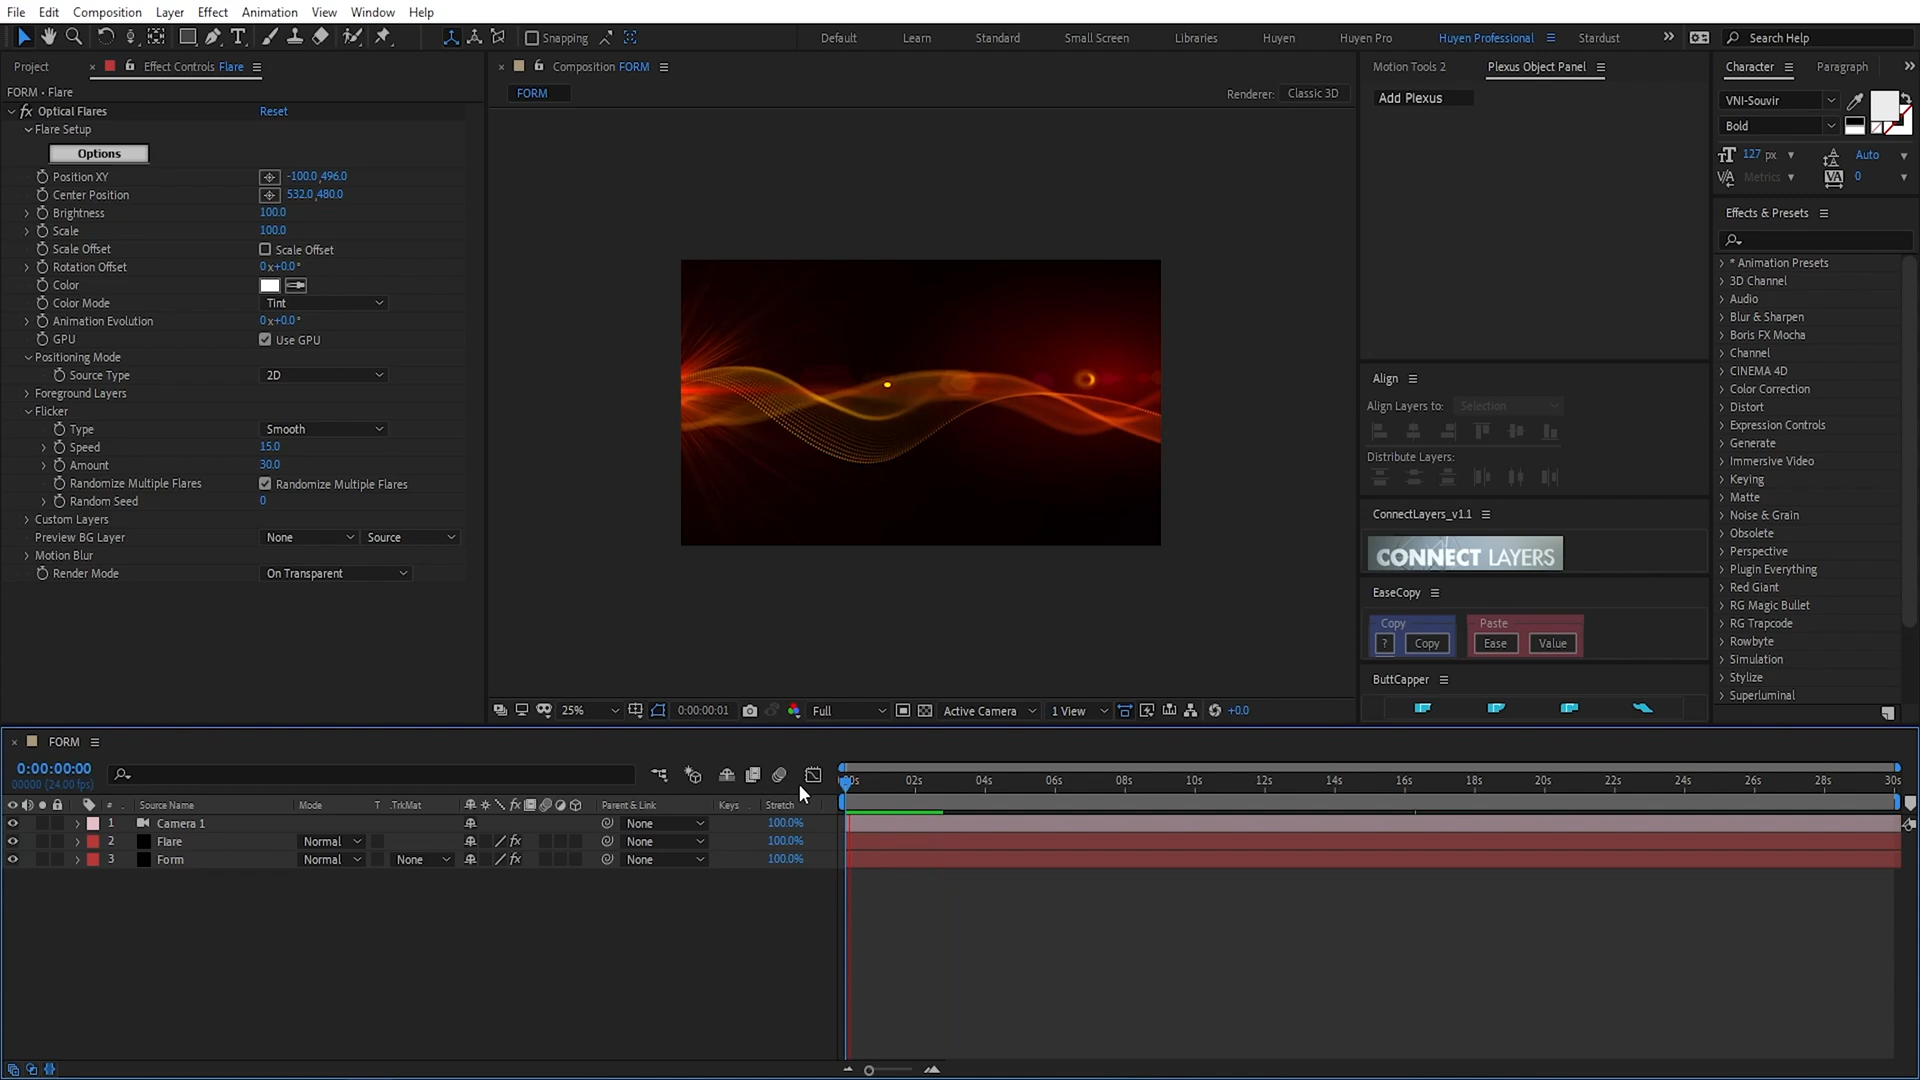 File Edit Composition Layer Effect Animation View Window Help
Snapping Default Learn Standard Small Screen Libraries Huyen Huyen Pro Huyen Professional Stardust Search Help
Project Effect Controls Flare
FORM • Flare
fx Optical Flares Reset
Flare Setup
Options
Position XY -100.0,496.0
Center Position 532.0,480.0
Brightness 100.0
Scale 100.0
Scale Offset Scale Offset
Rotation Offset 0x+0.0°
Color
Color Mode Tint
Animation Evolution 0x+0.0°
GPU Use GPU
Positioning Mode
Source Type 2D
Foreground Layers
Flicker
Type Smooth
Speed 15.0
Amount 30.0
Randomize Multiple Flares Randomize Multiple Flares
Random Seed 0
Custom Layers
Preview BG Layer None Source
Motion Blur
Render Mode On Transparent
Composition FORM
FORM Renderer: Classic 3D
25% 0:00:00:01 Full Active Camera 1 View +0.0
Motion Tools 2 Plexus Object Panel
Add Plexus
Align
Align Layers to: Selection
Distribute Layers:
ConnectLayers_v1.1
CONNECT LAYERS
EaseCopy
Copy Paste
? Copy Ease Value
ButtCapper
Character Paragraph
VNI-Souvir
Bold
127 px Auto
Metrics 0
Effects & Presets
* Animation Presets
3D Channel
Audio
Blur & Sharpen
Boris FX Mocha
Channel
CINEMA 4D
Color Correction
Distort
Expression Controls
Generate
Immersive Video
Keying
Matte
Noise & Grain
Obsolete
Perspective
Plugin Everything
Red Giant
RG Magic Bullet
RG Trapcode
Rowbyte
Simulation
Stylize
Superluminal
FORM
0:00:00:00
00000 (24.00 fps)
02s 04s 06s 08s 10s 12s 14s 16s 18s 20s 22s 24s 26s 28s 30s
# Source Name Mode T .TrkMat fx Parent & Link Keys Stretch
1 Camera 1 None 100.0%
2 Flare Normal fx None 100.0%
3 Form Normal None fx None 100.0%